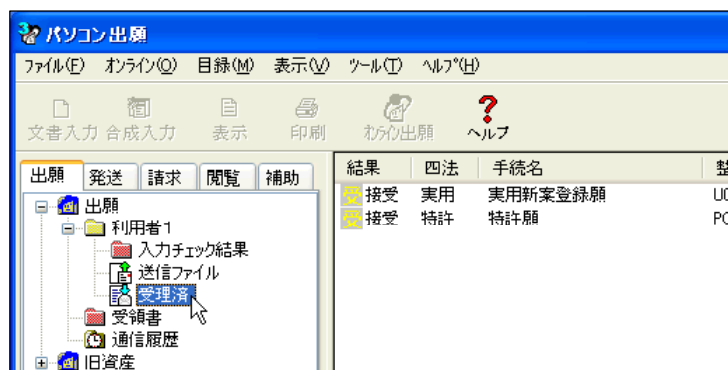 パソコン出願
ファイル(F) オンライン(O) 目録(M) 表示(V) ツール(T) ヘルプ(H)
文書入力 合成入力 表示 印刷 オンライン出願 ヘルプ
出願 発送 請求 閲覧 補助
出願
利用者1
入力チェック結果
送信ファイル
受理済
受領書
通信履歴
旧資産
結果 四法 手続名 整
受 接受 実用 実用新案登録願 U0
受 接受 特許 特許願